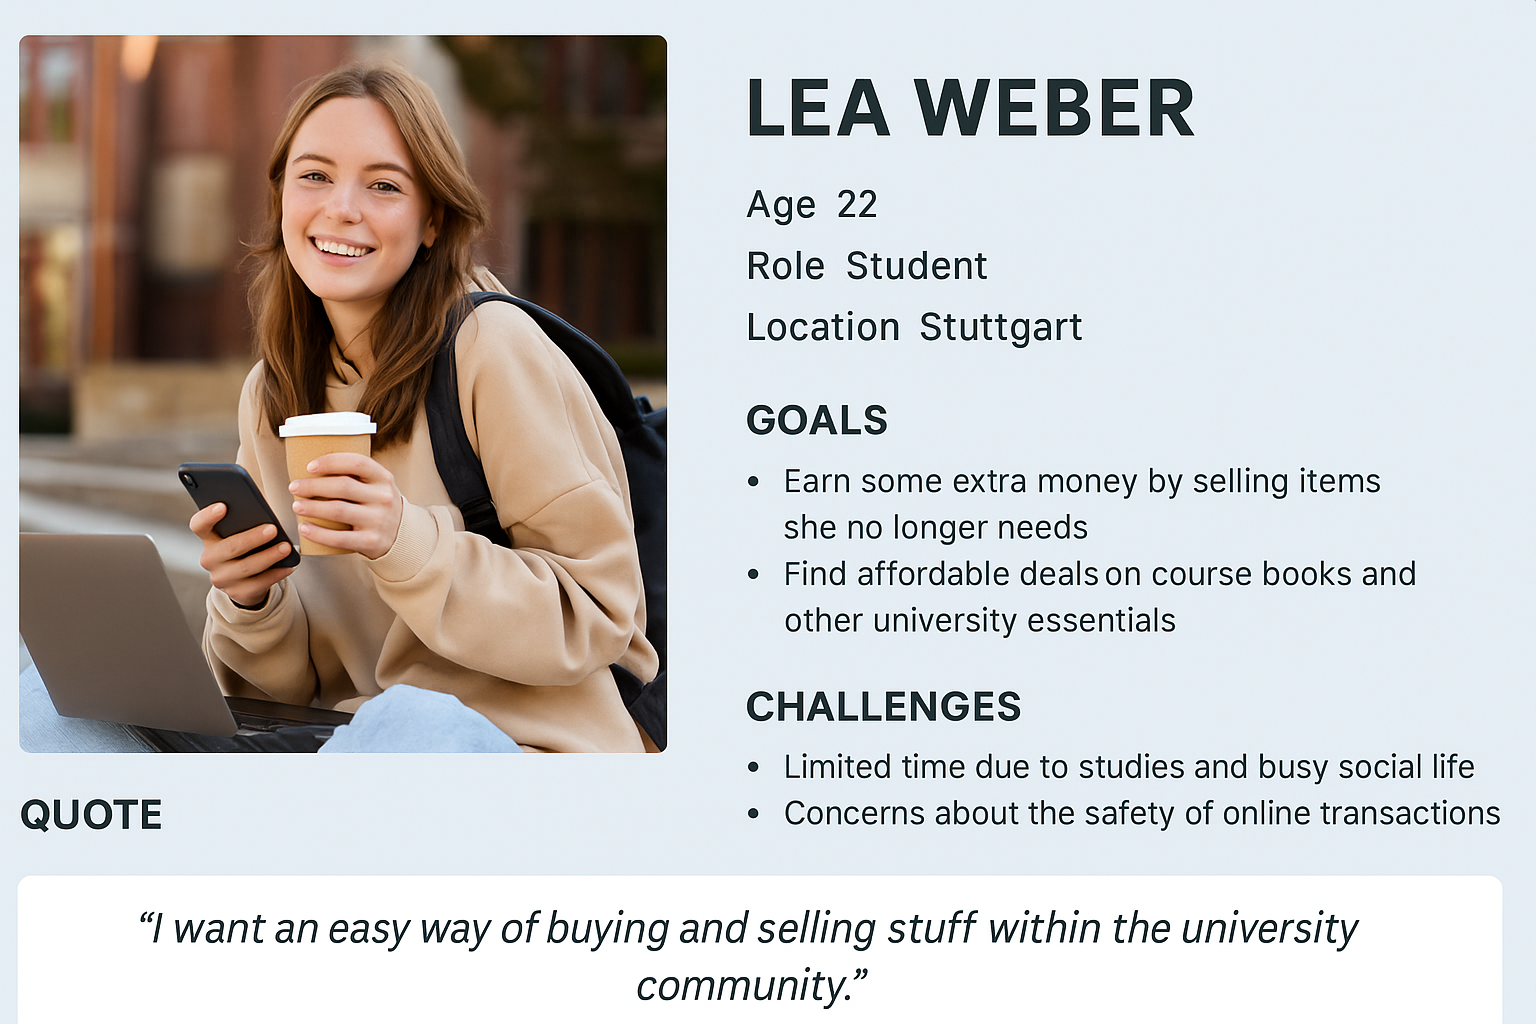 LEA WEBER
Age 22
Role Student
Location Stuttgart
GOALS
• Earn some extra money by selling items
she no longer needs
• Find affordable deals on course books and
other university essentials
CHALLENGES
• Limited time due to studies and busy social life
• Concerns about the safety of online transactions
QUOTE
“I want an easy way of buying and selling stuff within the university
community.”